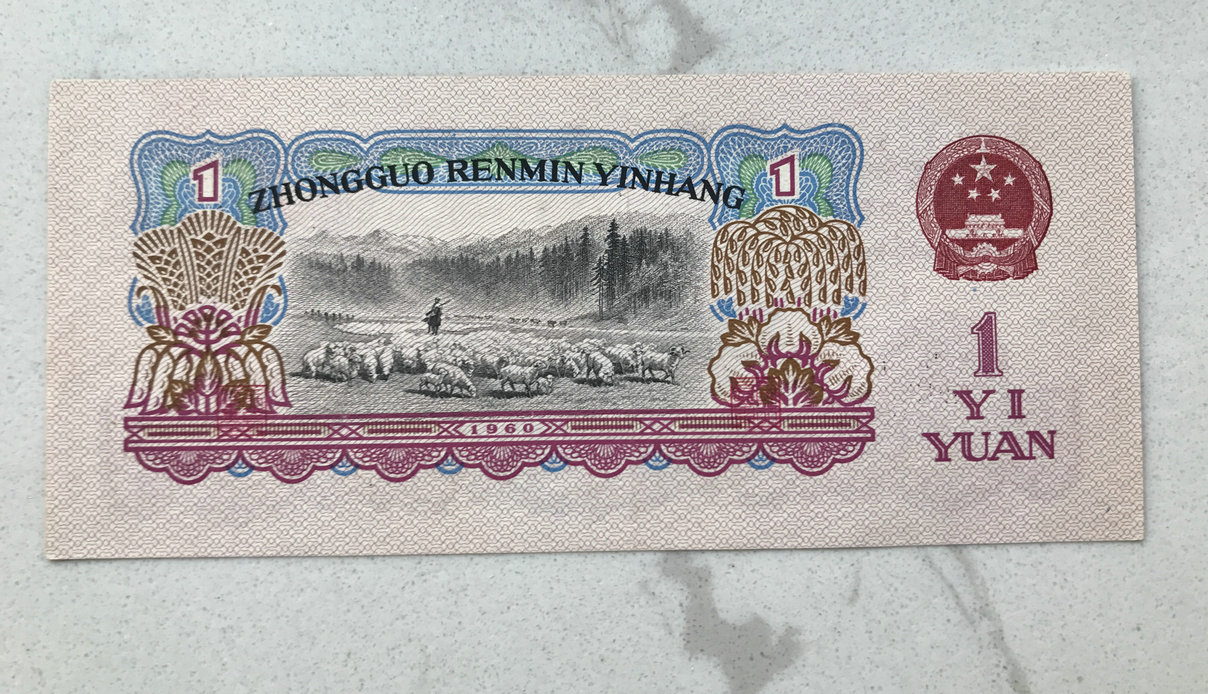 1
1
ZHONGGUO RENMIN YINHANG
1960
1
YI
YUAN